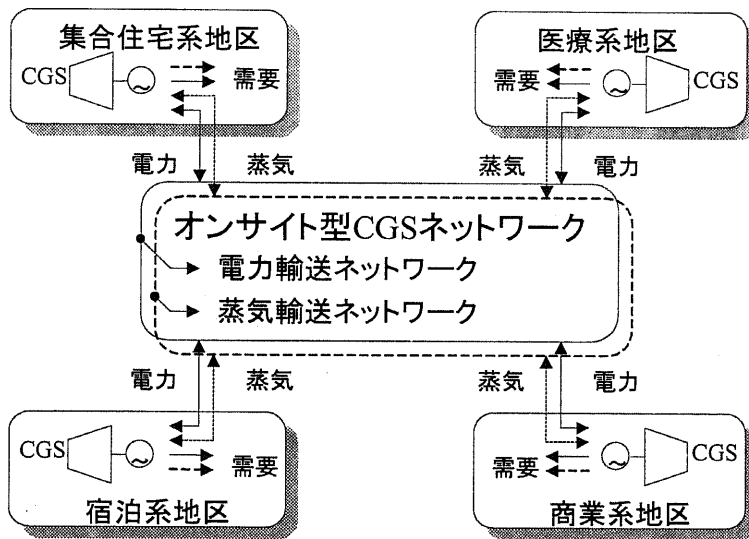 集合住宅系地区
CGS
需要
医療系地区
需要
CGS
電力
蒸気
蒸気
電力
オンサイト型CGSネットワーク
電力輸送ネットワーク
蒸気輸送ネットワーク
電力
蒸気
蒸気
電力
CGS
需要
宿泊系地区
需要
CGS
商業系地区